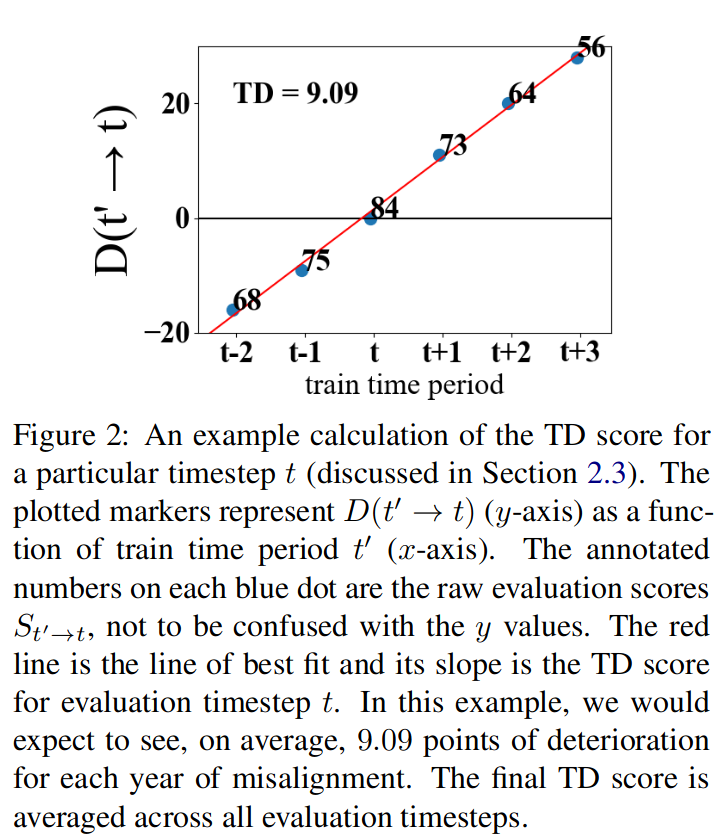 TD = 9.09
D(t' → t)
20
0
−20
68
75
84
73
64
56
t-2 t-1 t t+1 t+2 t+3
train time period
Figure 2: An example calculation of the TD score for
a particular timestep t (discussed in Section 2.3). The
plotted markers represent D(t′ → t) (y-axis) as a func-
tion of train time period t′ (x-axis). The annotated
numbers on each blue dot are the raw evaluation scores
St′→t, not to be confused with the y values. The red
line is the line of best fit and its slope is the TD score
for evaluation timestep t. In this example, we would
expect to see, on average, 9.09 points of deterioration
for each year of misalignment. The final TD score is
averaged across all evaluation timesteps.